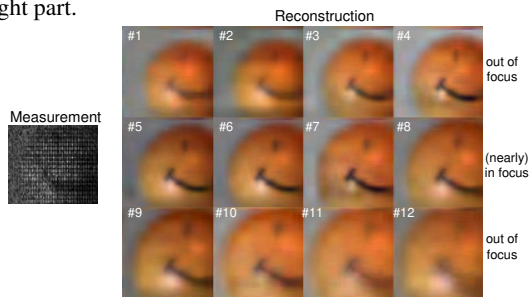 ght part.
Reconstruction
Measurement
#1 #2 #3 #4
out of
focus
#5 #6 #7 #8
(nearly)
in focus
#9 #10 #11 #12
out of
focus